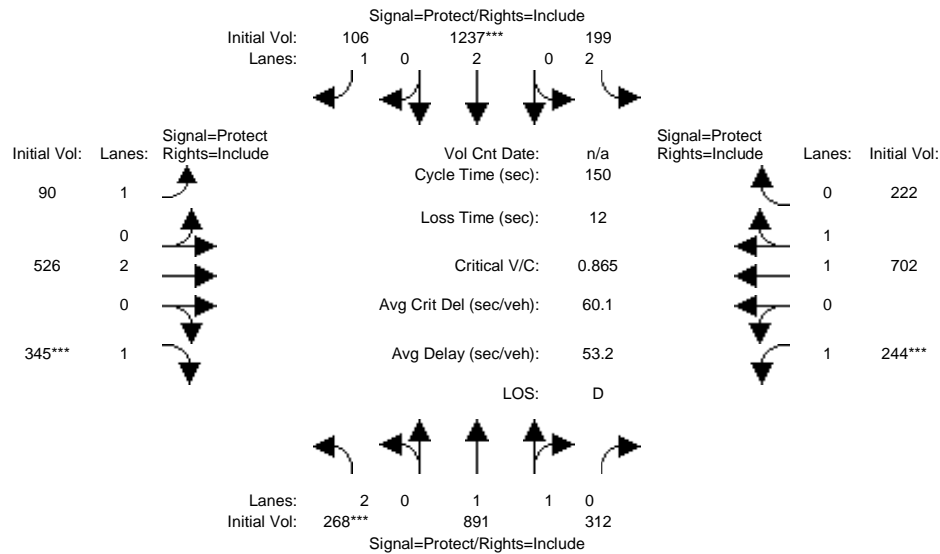 Signal=Protect/Rights=Include
Initial Vol: 106 1237*** 199
Lanes: 1 0 2 0 2
Signal=Protect Signal=Protect
Initial Vol: Lanes: Rights=Include Vol Cnt Date: n/a Rights=Include Lanes: Initial Vol:
Cycle Time (sec): 150
90 1 0 222
Loss Time (sec): 12
0 1
526 2 Critical V/C: 0.865 1 702
0 Avg Crit Del (sec/veh): 60.1 0
345*** 1 Avg Delay (sec/veh): 53.2 1 244***
LOS: D
Lanes: 2 0 1 1 0
Initial Vol: 268*** 891 312
Signal=Protect/Rights=Include